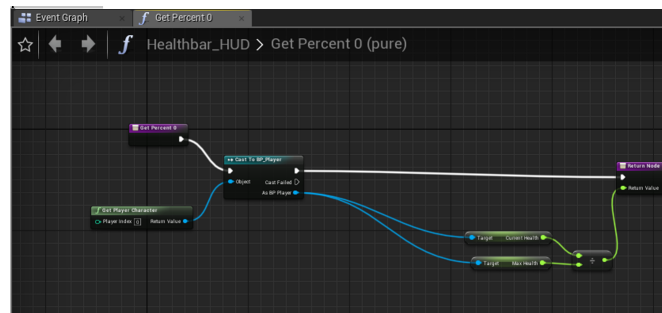 Event Graph
Get Percent 0
Healthbar_HUD > Get Percent 0 (pure)
Get Percent 0
Cast To BP_Player
Object
Cast Failed
As BP Player
Get Player Character
Player Index 0 Return Value
Return Node
Return Value
Target Current Health
Target Max Health
÷